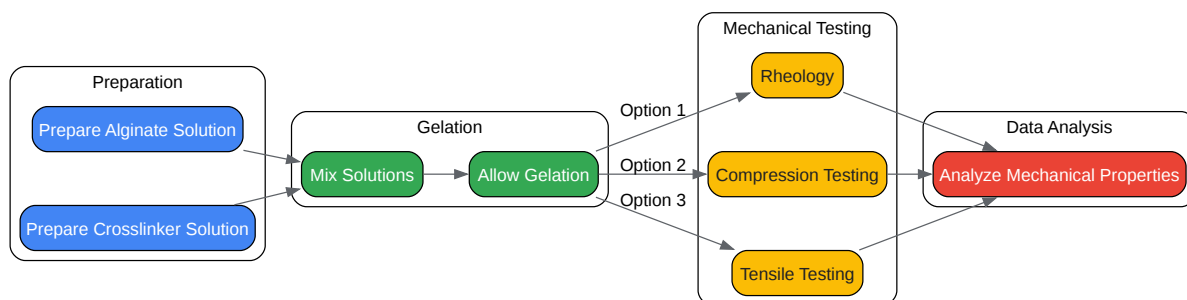 Preparation
Prepare Alginate Solution
Prepare Crosslinker Solution
Gelation
Mix Solutions
Allow Gelation
Option 1
Option 2
Option 3
Mechanical Testing
Rheology
Compression Testing
Tensile Testing
Data Analysis
Analyze Mechanical Properties